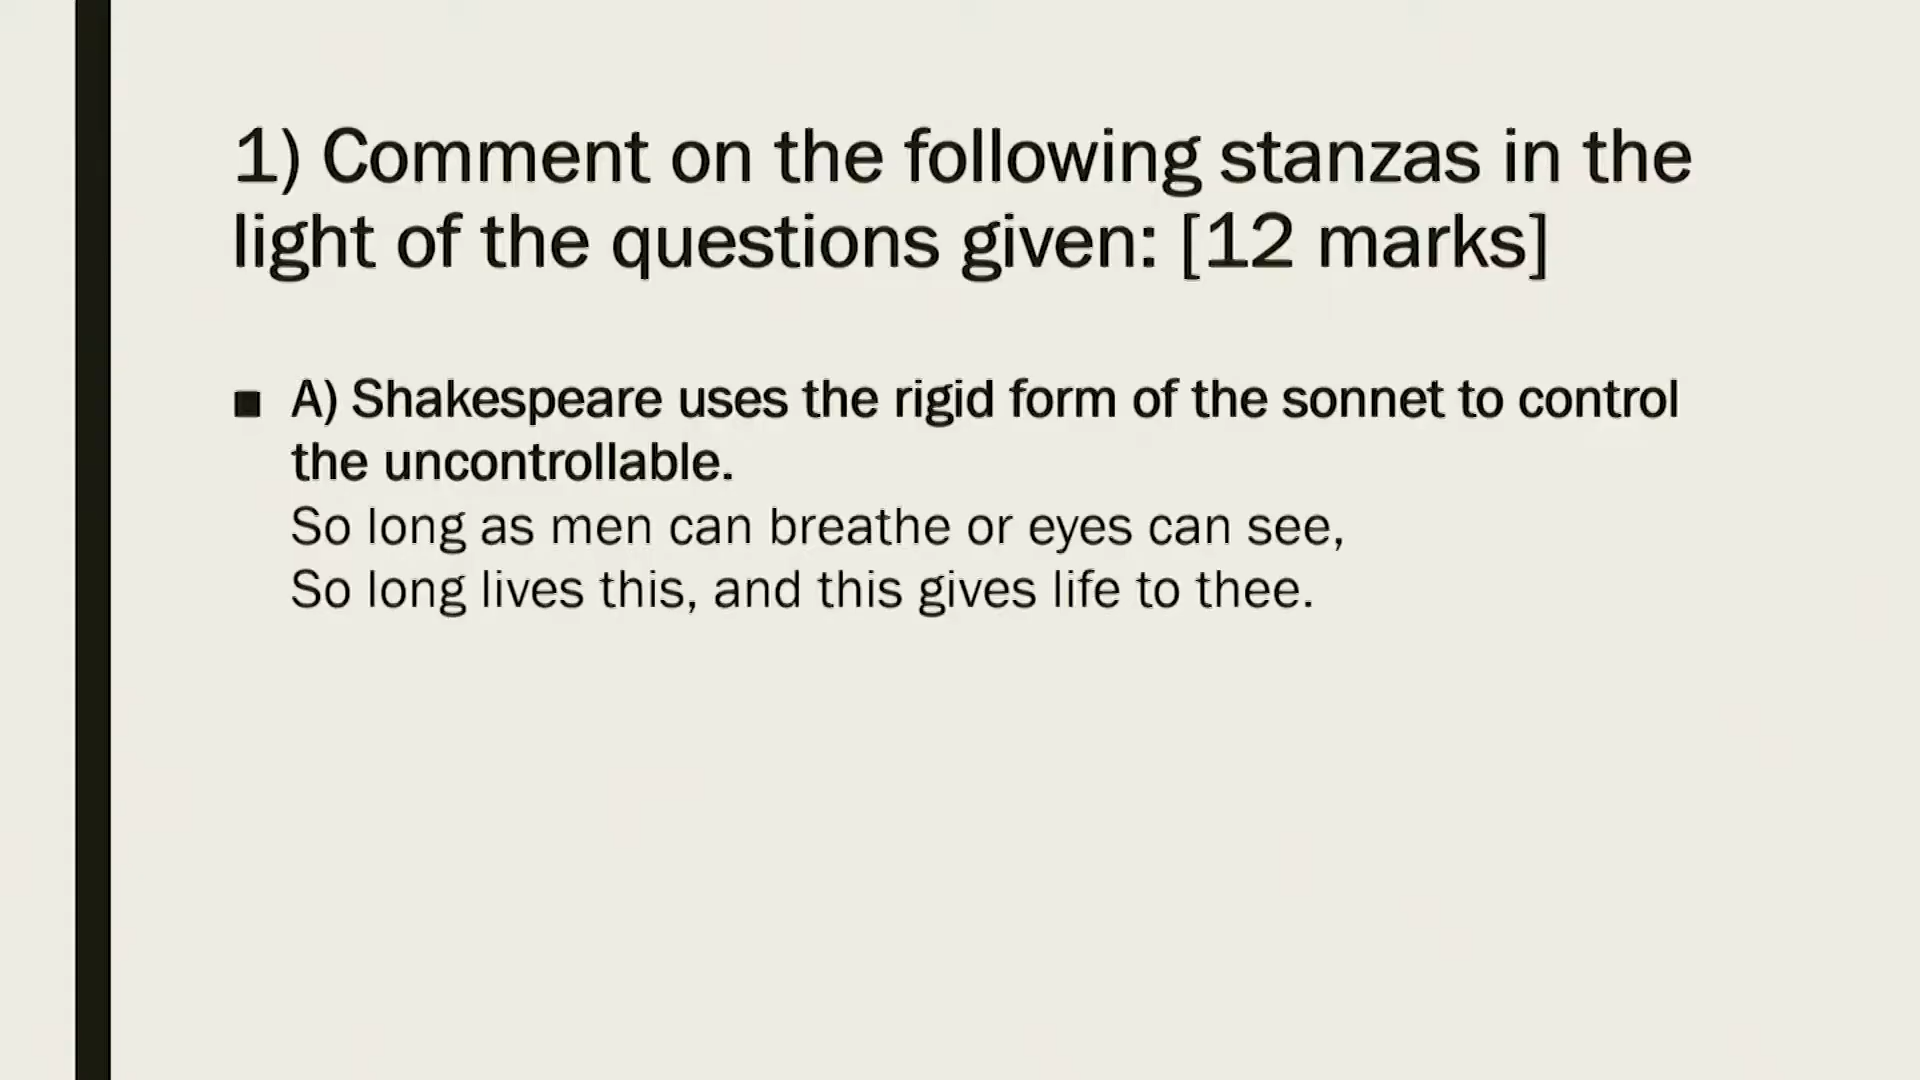 1) Comment on the following stanzas in the
light of the questions given: [12 marks]
■ A) Shakespeare uses the rigid form of the sonnet to control
the uncontrollable.
So long as men can breathe or eyes can see,
So long lives this, and this gives life to thee.